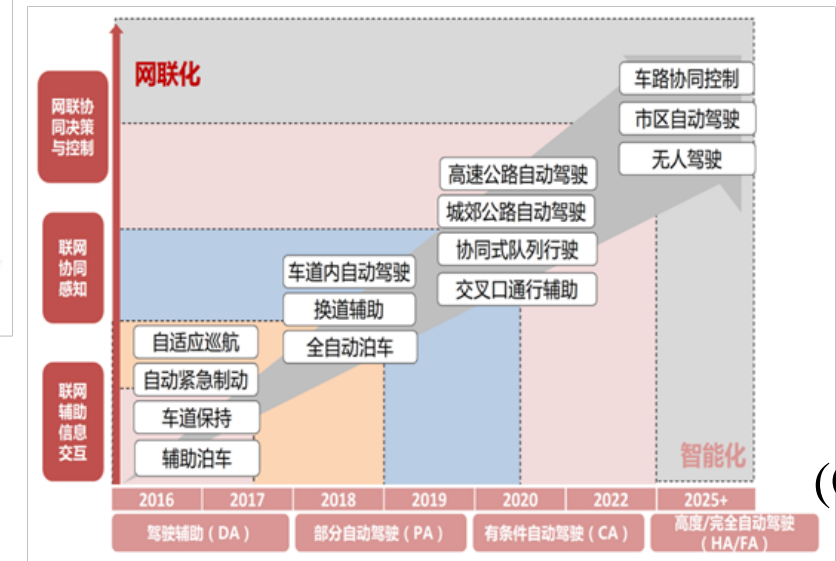 网联化
网联协
同决策
与控制
联网
协同
感知
联网
辅助
信息
交互
车路协同控制
市区自动驾驶
无人驾驶
高速公路自动驾驶
城郊公路自动驾驶
协同式队列行驶
交叉口通行辅助
车道内自动驾驶
换道辅助
全自动泊车
自适应巡航
自动紧急制动
车道保持
辅助泊车
智能化
2016 2017 2018 2019 2020 2022 2025+
驾驶辅助（DA） 部分自动驾驶（PA） 有条件自动驾驶（CA） 高度/完全自动驾驶
（HA/FA）